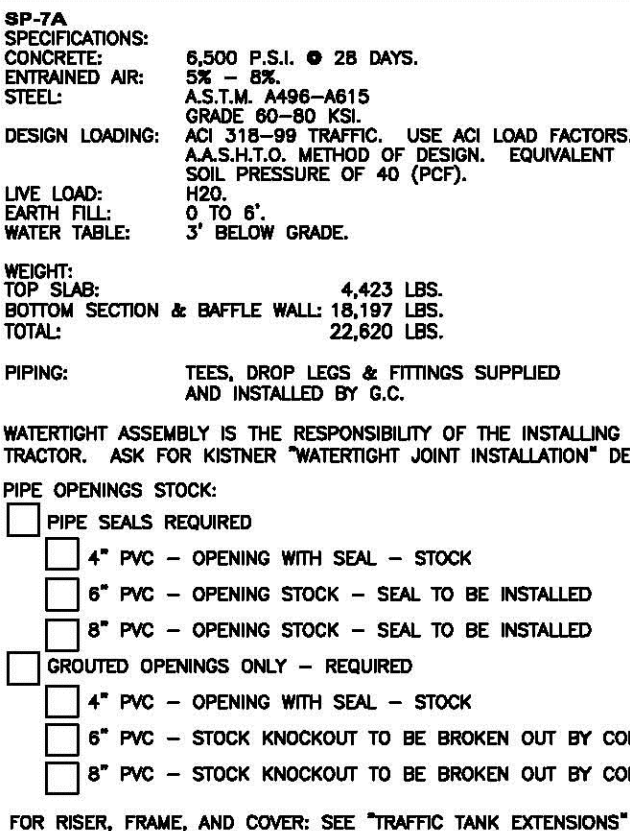 SP-7A
SPECIFICATIONS:
CONCRETE: 6,500 P.S.I. @ 28 DAYS.
ENTRAINED AIR: 5% – 8%.
STEEL: A.S.T.M. A496–A615
GRADE 60–80 KSI.
DESIGN LOADING: ACI 318–99 TRAFFIC. USE ACI LOAD FACTORS.
A.A.S.H.T.O. METHOD OF DESIGN. EQUIVALENT
SOIL PRESSURE OF 40 (PCF).
LIVE LOAD: H20.
EARTH FILL: 0 TO 6'.
WATER TABLE: 3' BELOW GRADE.
WEIGHT:
TOP SLAB: 4,423 LBS.
BOTTOM SECTION & BAFFLE WALL: 18,197 LBS.
TOTAL: 22,620 LBS.
PIPING: TEES, DROP LEGS & FITTINGS SUPPLIED
AND INSTALLED BY G.C.
WATERTIGHT ASSEMBLY IS THE RESPONSIBILITY OF THE INSTALLING
TRACTOR. ASK FOR KISTNER "WATERTIGHT JOINT INSTALLATION" DE
PIPE OPENINGS STOCK:
PIPE SEALS REQUIRED
4" PVC – OPENING WITH SEAL – STOCK
6" PVC – OPENING STOCK – SEAL TO BE INSTALLED
8" PVC – OPENING STOCK – SEAL TO BE INSTALLED
GROUTED OPENINGS ONLY – REQUIRED
4" PVC – OPENING WITH SEAL – STOCK
6" PVC – STOCK KNOCKOUT TO BE BROKEN OUT BY CO
8" PVC – STOCK KNOCKOUT TO BE BROKEN OUT BY CO
FOR RISER, FRAME, AND COVER: SEE "TRAFFIC TANK EXTENSIONS"